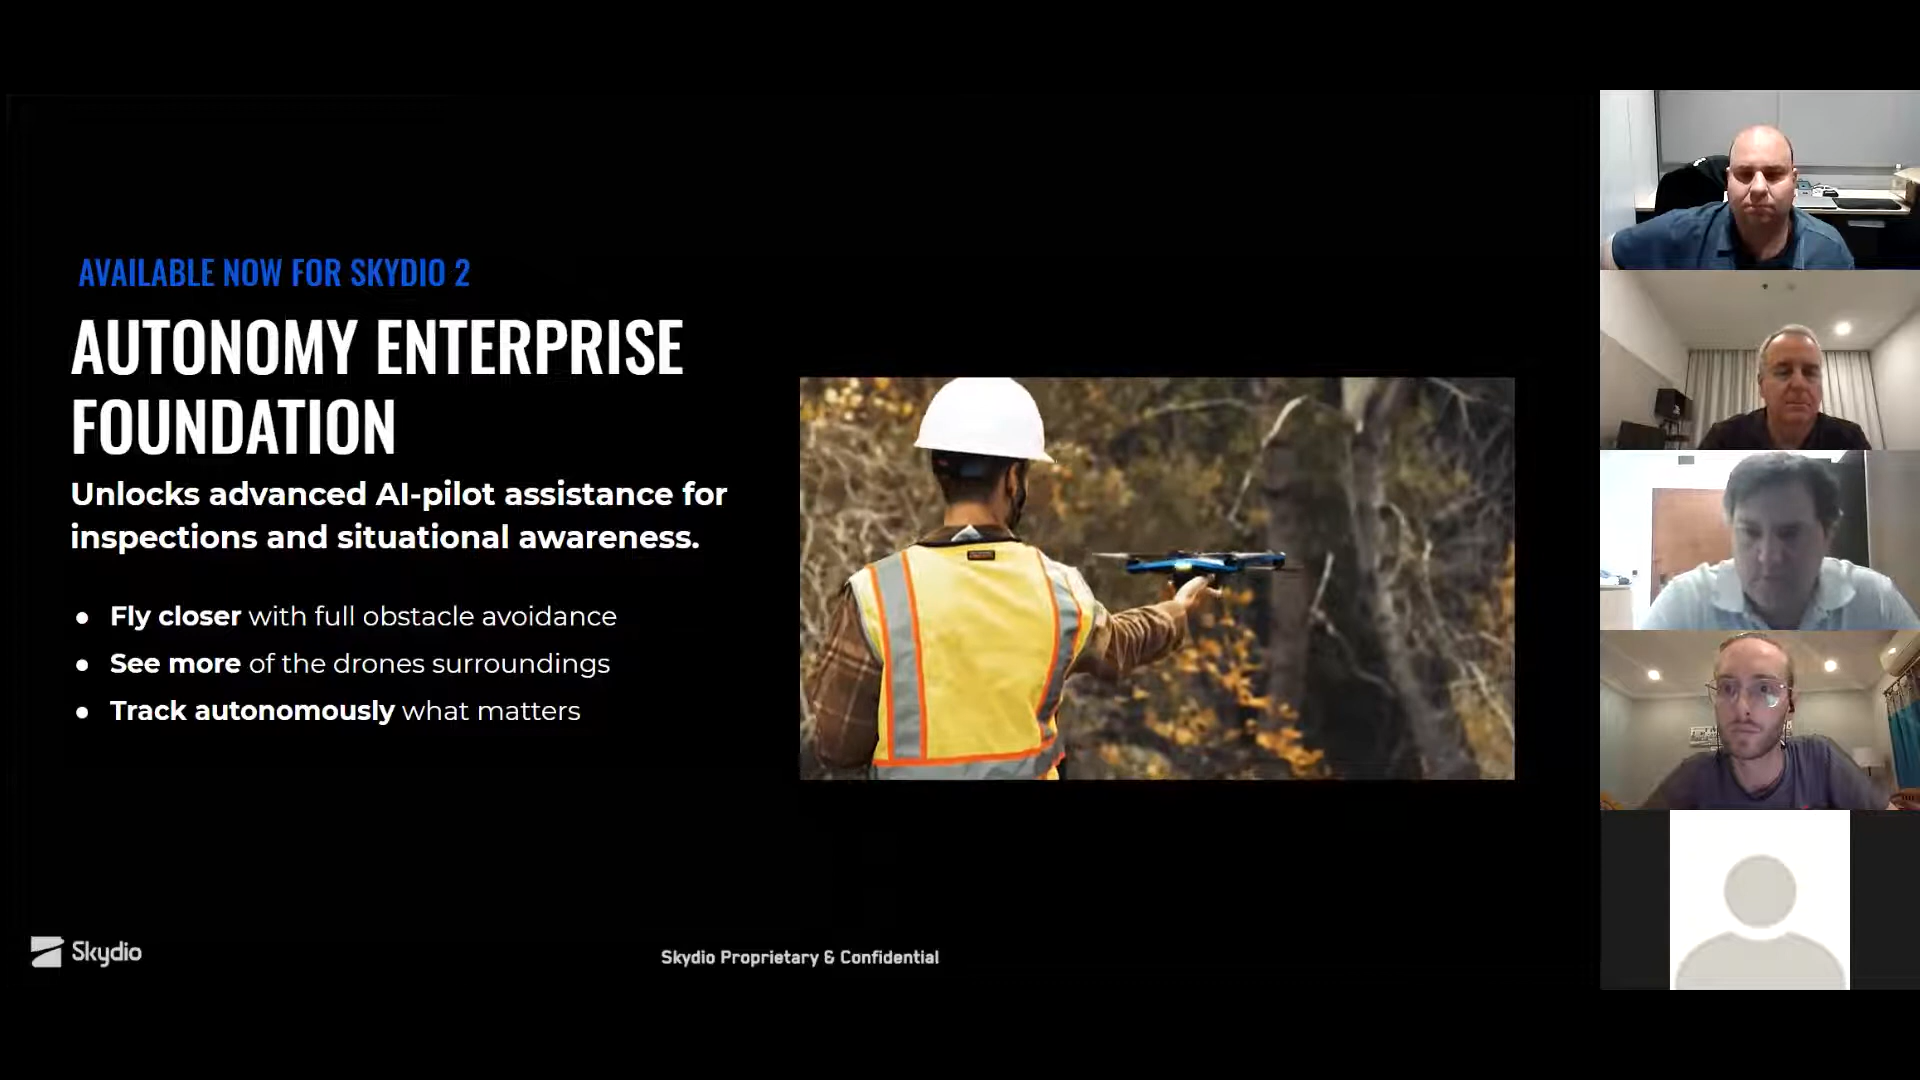 AVAILABLE NOW FOR SKYDIO 2
AUTONOMY ENTERPRISE
FOUNDATION
Unlocks advanced AI-pilot assistance for
inspections and situational awareness.
● Fly closer with full obstacle avoidance
● See more of the drones surroundings
● Track autonomously what matters
Skydio
Skydio Proprietary & Confidential